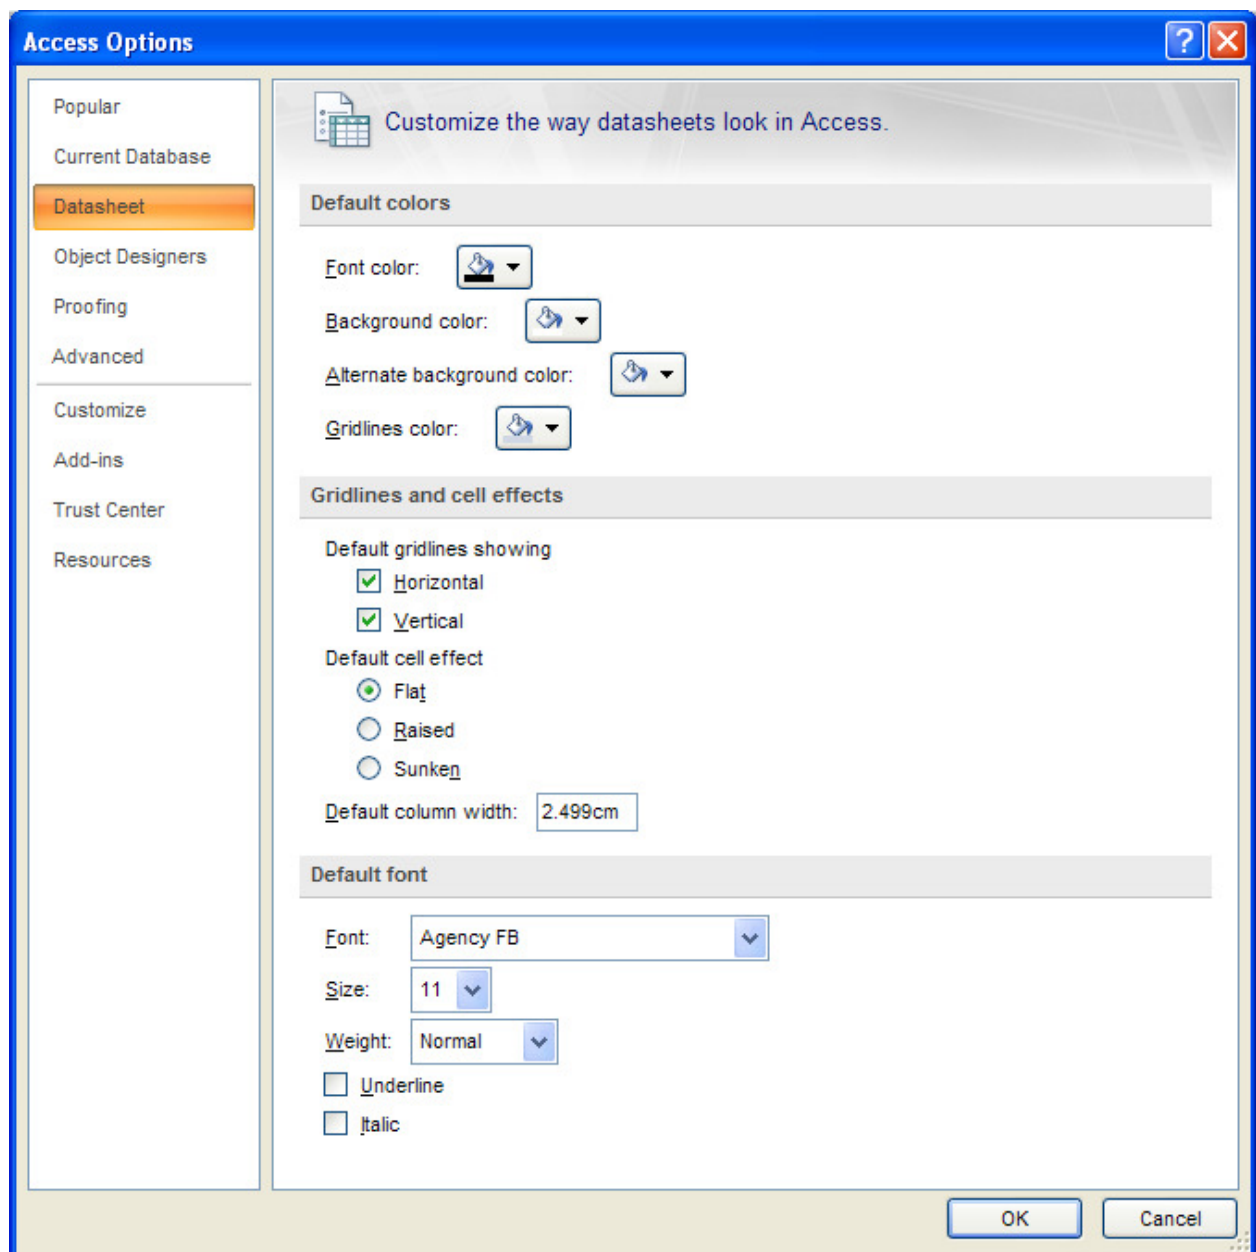 Access Options
Popular
Current Database
Datasheet
Object Designers
Proofing
Advanced
Customize
Add-ins
Trust Center
Resources
Customize the way datasheets look in Access.
Default colors
Font color:
Background color:
Alternate background color:
Gridlines color:
Gridlines and cell effects
Default gridlines showing
Horizontal
Vertical
Default cell effect
Flat
Raised
Sunken
Default column width: 2.499cm
Default font
Font: Agency FB
Size: 11
Weight: Normal
Underline
Italic
OK Cancel